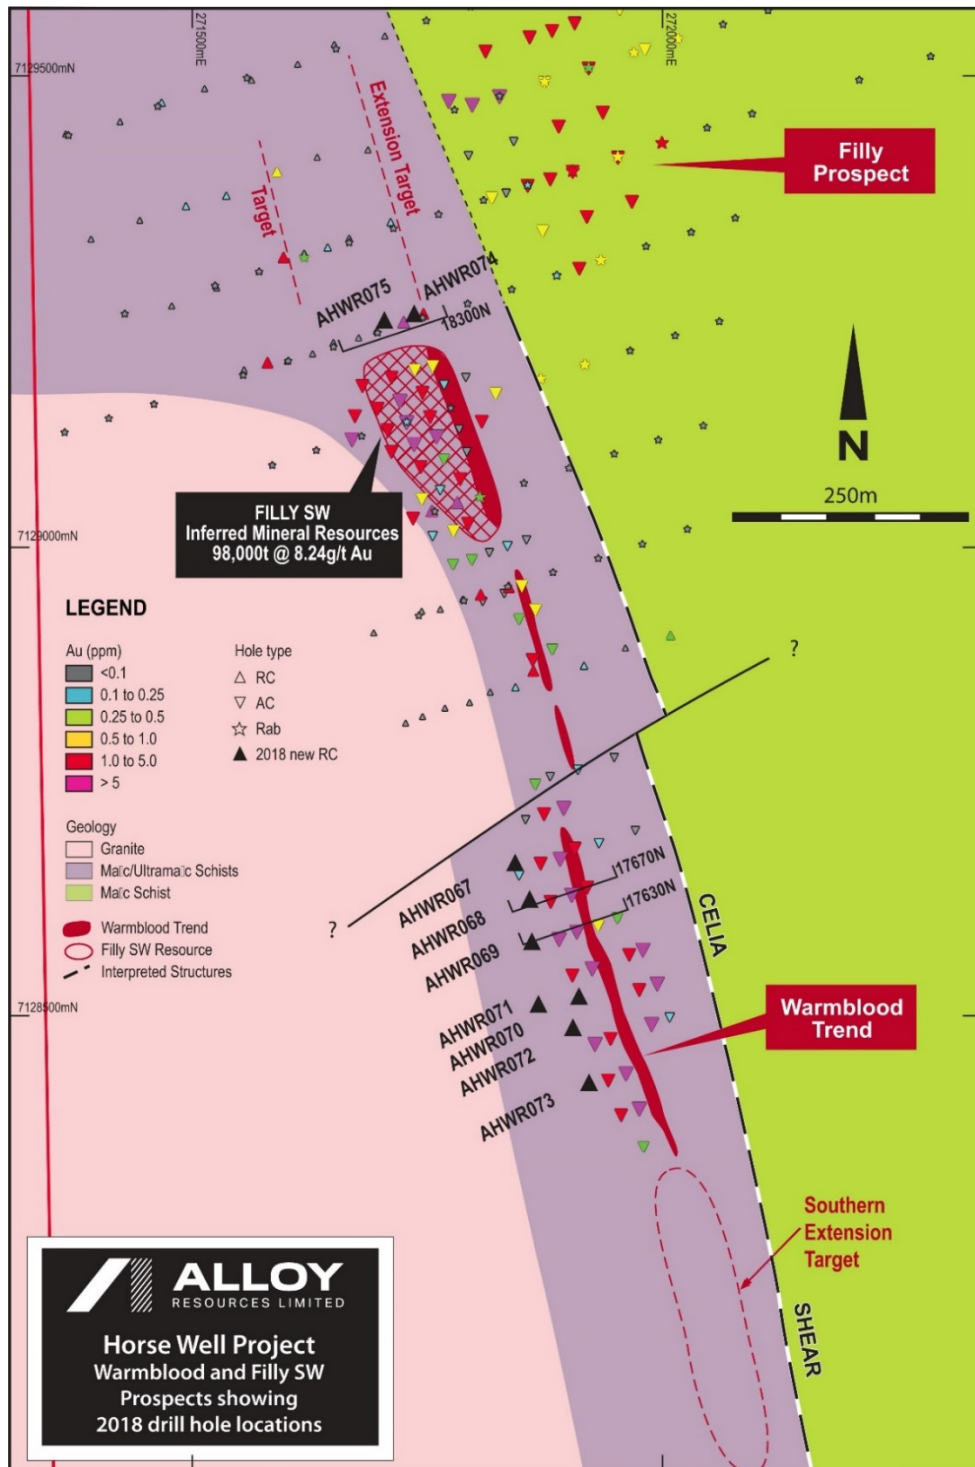 271500mE
272000mE
7129500mN
Extension Target
Target
Filly
Prospect
AHWR075
AHWR074
18300N
N
250m
FILLY SW
Inferred Mineral Resources
98,000t @ 8.24g/t Au
7129000mN
LEGEND
Au (ppm)
<0.1
0.1 to 0.25
0.25 to 0.5
0.5 to 1.0
1.0 to 5.0
> 5
Hole type
RC
AC
Rab
2018 new RC
Geology
Granite
Ma▯c/Ultrama▯c Schists
Ma▯c Schist
Warmblood Trend
Filly SW Resource
Interpreted Structures
?
?
17670N
17630N
AHWR067
AHWR068
AHWR069
AHWR071
AHWR070
AHWR072
AHWR073
7128500mN
CELIA
SHEAR
Warmblood
Trend
Southern
Extension
Target
ALLOY
RESOURCES LIMITED
Horse Well Project
Warmblood and Filly SW
Prospects showing
2018 drill hole locations